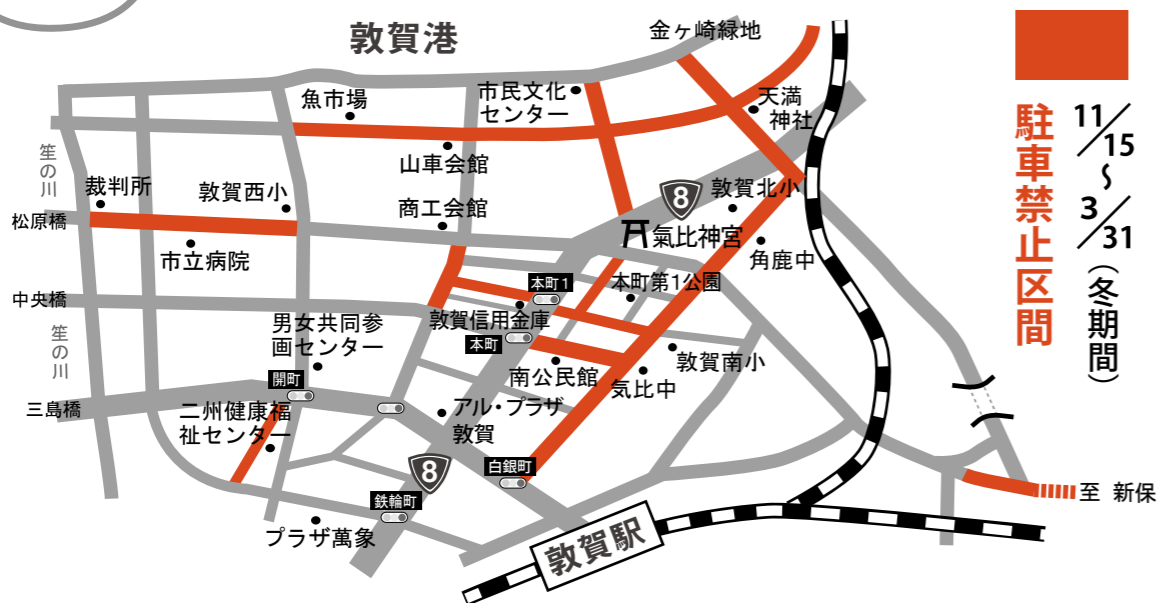 敦賀港
金ヶ崎緑地
魚市場
市民文化
センター
天満
神社
山車会館
笙の川
裁判所
敦賀西小
商工会館
8
敦賀北小
松原橋
市立病院
氣比神宮
角鹿中
中央橋
本町1
本町第1公園
男女共同参
画センター
敦賀信用金庫
本町
笙の川
南公民館
気比中
敦賀南小
開町
三島橋
二州健康福
祉センター
アル・プラザ
敦賀
8
白銀町
鉄輪町
プラザ萬象
敦賀駅
至 新保
駐車禁止区間
11/15～3/31(冬期間)